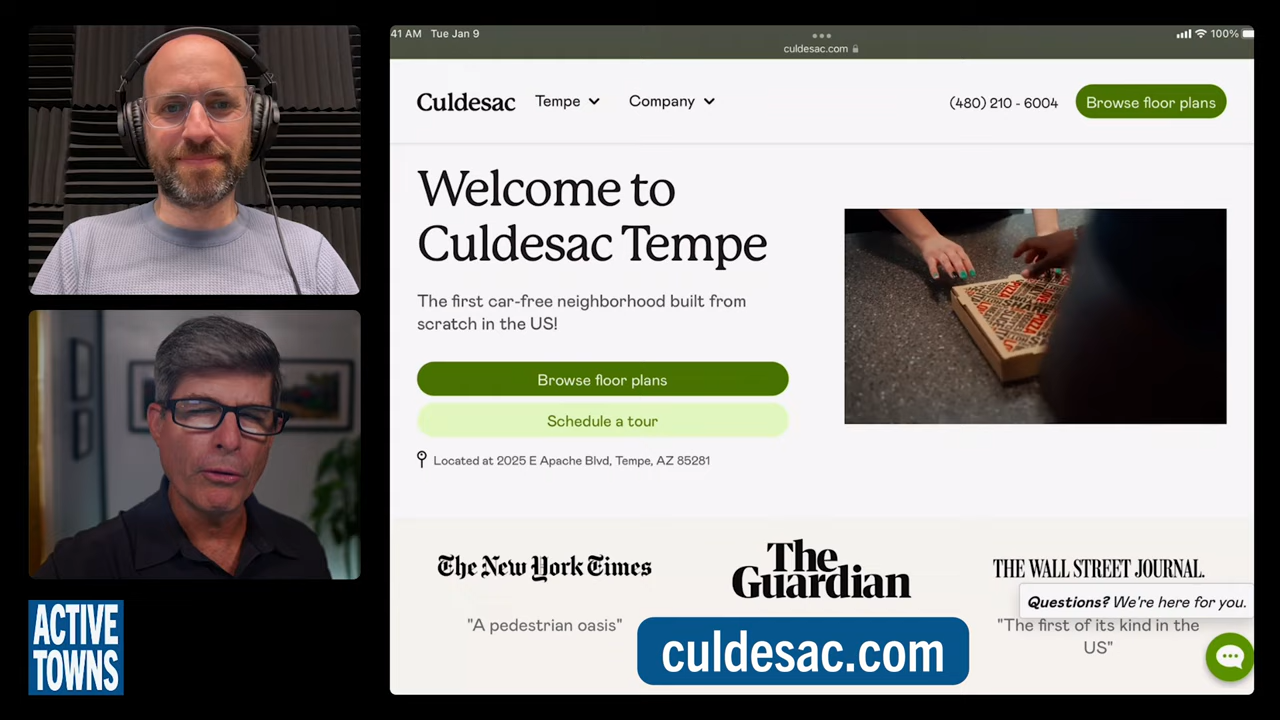 41 AM Tue Jan 9
culdesac.com
100%
Culdesac Tempe Company (480) 210 - 6004 Browse floor plans
Welcome to
Culdesac Tempe
The first car-free neighborhood built from
scratch in the US!
Browse floor plans
Schedule a tour
Located at 2025 E Apache Blvd, Tempe, AZ 85281
The New York Times
"A pedestrian oasis"
The
Guardian
THE WALL STREET JOURNAL.
Questions? We're here for you.
"The first of its kind in the
US"
culdesac.com
ACTIVE
TOWNS